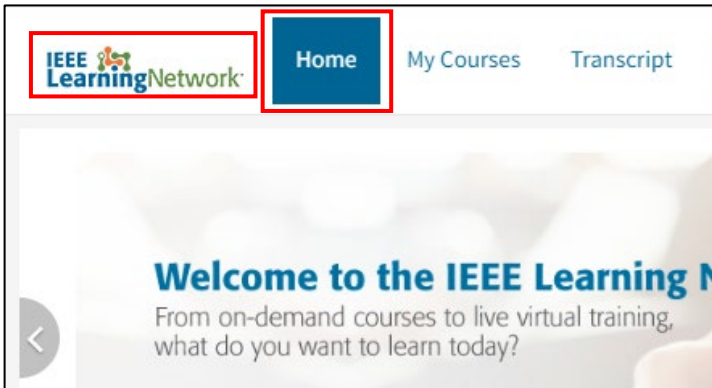 IEEE
LearningNetwork
Home
My Courses
Transcript
Welcome to the IEEE Learning N
From on-demand courses to live virtual training,
what do you want to learn today?